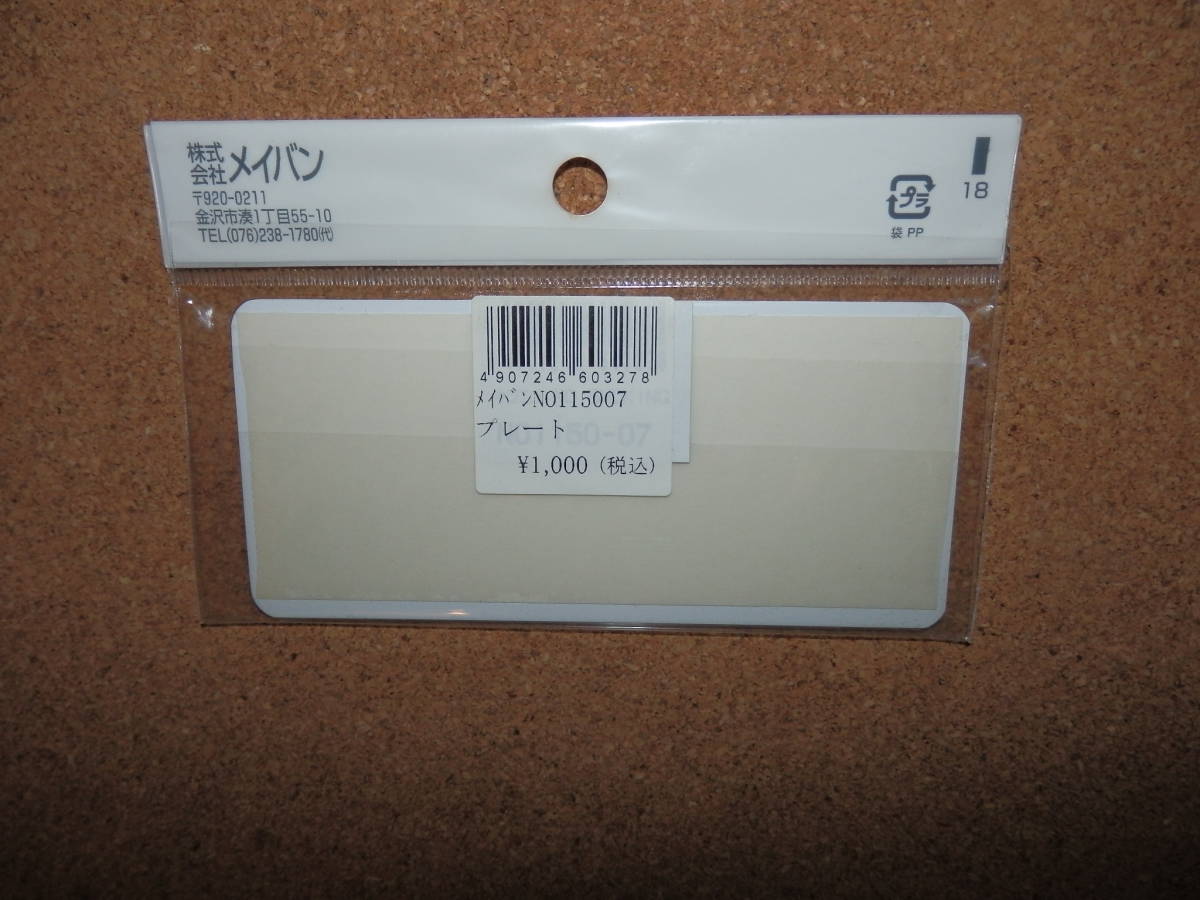 株式
会社 メイバン
〒920-0211
金沢市湊1丁目55-10
TEL(076)238-1780(代)
プラ
袋 PP
18
4 907246 603278
ﾒｲﾊﾞﾝNO115007
プレート
¥1,000 (税込)